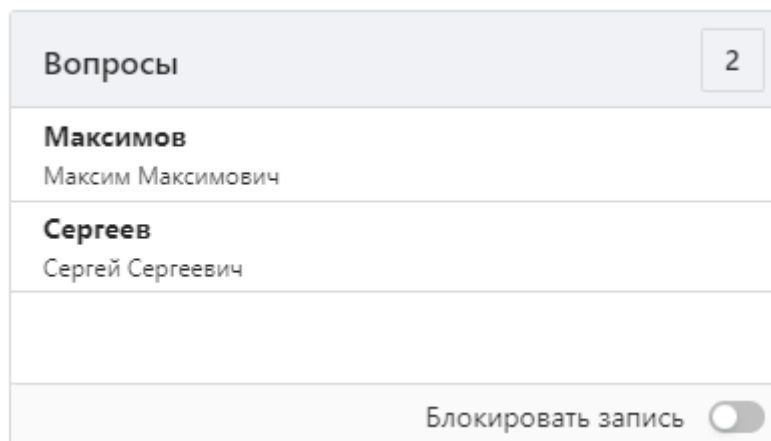 Вопросы 2
Максимов
Максим Максимович
Сергеев
Сергей Сергеевич
Блокировать запись